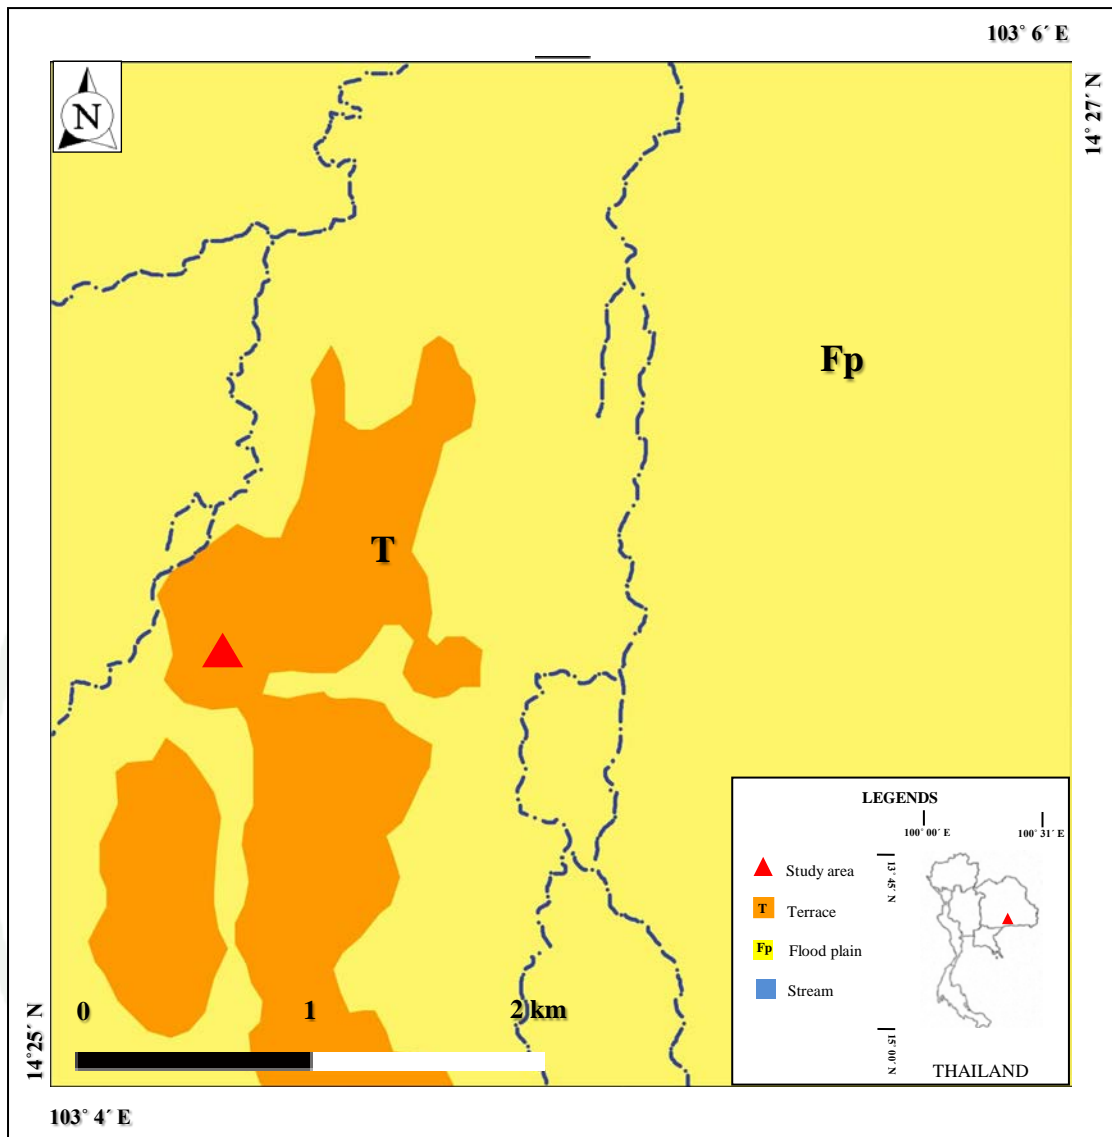 103° 6´ E
14° 27´ N
N
Fp
T
LEGENDS
100° 00´ E
100° 31´ E
13° 45´ N
Study area
T Terrace
Fp Flood plain
Stream
15° 00´ N
THAILAND
0 1 2 km
14°25´ N
103° 4´ E